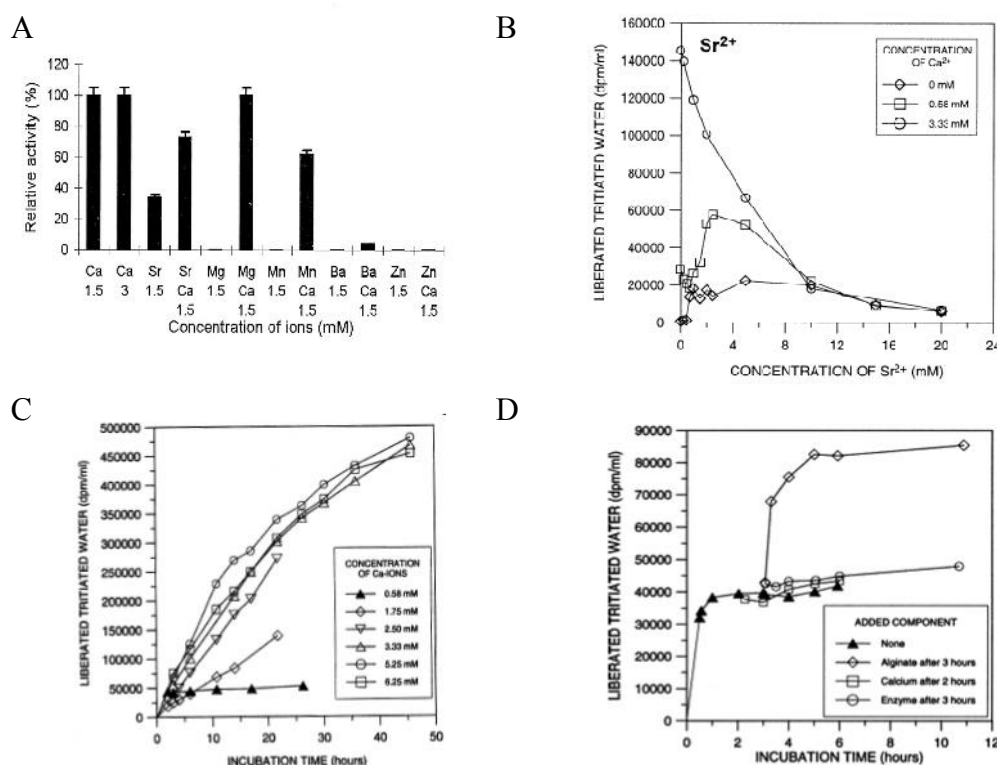 A
Relative activity (%)
120
100
80
60
40
20
0
Ca Ca Sr Sr Mg Mg Mn Mn Ba Ba Zn Zn
1.5 3 1.5 Ca 1.5 Ca 1.5 Ca 1.5 Ca 1.5 Ca
1.5 1.5 1.5 1.5 1.5
Concentration of ions (mM)
B
Sr2+
LIBERATED TRITIATED WATER (dpm/ml)
160000
140000
120000
100000
80000
60000
40000
20000
0
0 4 8 12 16 20 24
CONCENTRATION OF Sr2+ (mM)
CONCENTRATION
OF Ca2+
0 mM
0.58 mM
3.33 mM
C
LIBERATED TRITIATED WATER (dpm/ml)
500000
450000
400000
350000
300000
250000
200000
150000
100000
50000
0
0 10 20 30 40 50
INCUBATION TIME (hours)
CONCENTRATION
OF Ca-IONS
0.58 mM
1.75 mM
2.50 mM
3.33 mM
5.25 mM
6.25 mM
D
LIBERATED TRITIATED WATER (dpm/ml)
90000
80000
70000
60000
50000
40000
30000
20000
10000
0
0 2 4 6 8 10 12
INCUBATION TIME (hours)
ADDED COMPONENT
None
Alginate after 3 hours
Calcium after 2 hours
Enzyme after 3 hours